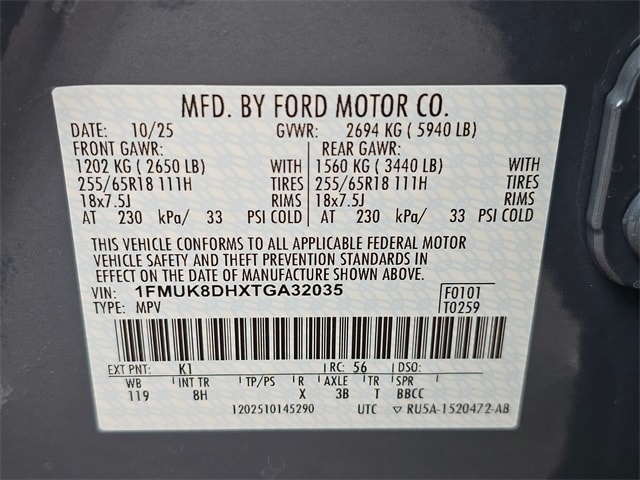 MFD. BY FORD MOTOR CO.
DATE: 10/25 GVWR: 2694 KG ( 5940 LB)
FRONT GAWR: REAR GAWR:
1202 KG ( 2650 LB) WITH 1560 KG ( 3440 LB) WITH
255/65R18 111H TIRES 255/65R18 111H TIRES
18x7.5J RIMS 18x7.5J RIMS
AT 230 kPa/ 33 PSI COLD AT 230 kPa/ 33 PSI COLD
THIS VEHICLE CONFORMS TO ALL APPLICABLE FEDERAL MOTOR
VEHICLE SAFETY AND THEFT PREVENTION STANDARDS IN
EFFECT ON THE DATE OF MANUFACTURE SHOWN ABOVE.
VIN: 1FMUK8DHXTGA32035 F0101
TYPE: MPV T0259
EXT PNT: K1 RC: 56 DSO:
WB INT TR TP/PS R AXLE TR SPR
119 8H X 3B T BBCC
1202510145290 UTC ▽ RU5A-1520472-AB